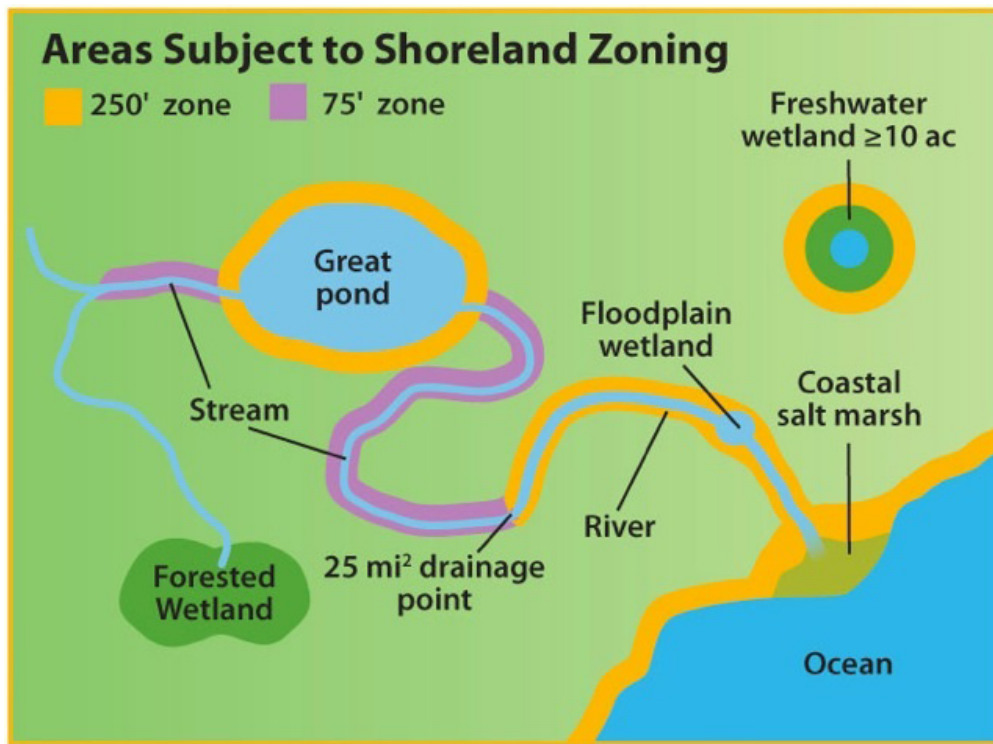 Areas Subject to Shoreland Zoning
250' zone
75' zone
Freshwater
wetland ≥10 ac
Great
pond
Floodplain
wetland
Coastal
salt marsh
Stream
River
25 mi² drainage
point
Forested
Wetland
Ocean